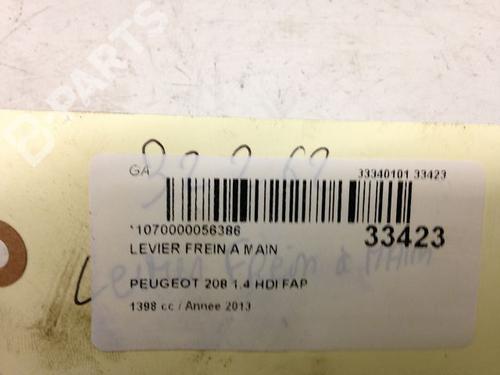 B-PARTS
GA
33340101 33423
*1070000056386
33423
LEVIER FREIN A MAIN
Levier Frein à MAIN
PEUGEOT 208 1.4 HDI FAP
1398 cc / Annee 2013